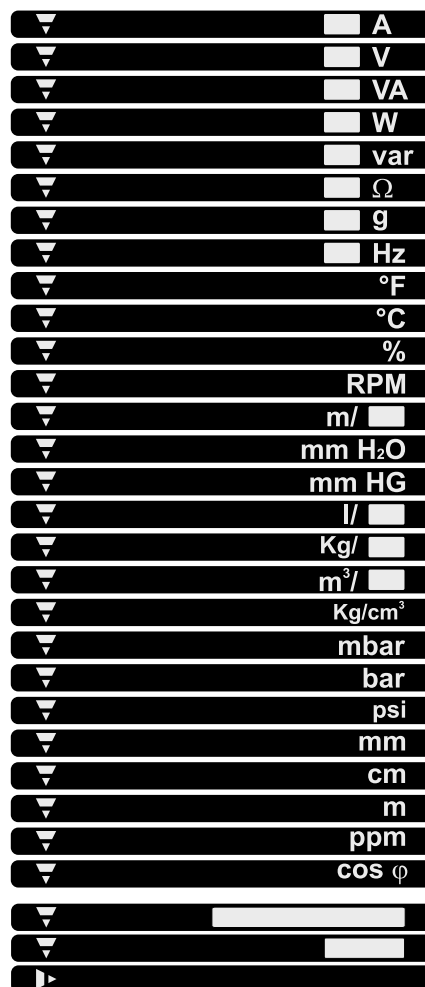 A
V
VA
W
var
Ω
g
Hz
°F
°C
%
RPM
m/
mm H₂O
mm HG
l/
Kg/
m³/
Kg/cm³
mbar
bar
psi
mm
cm
m
ppm
cos φ